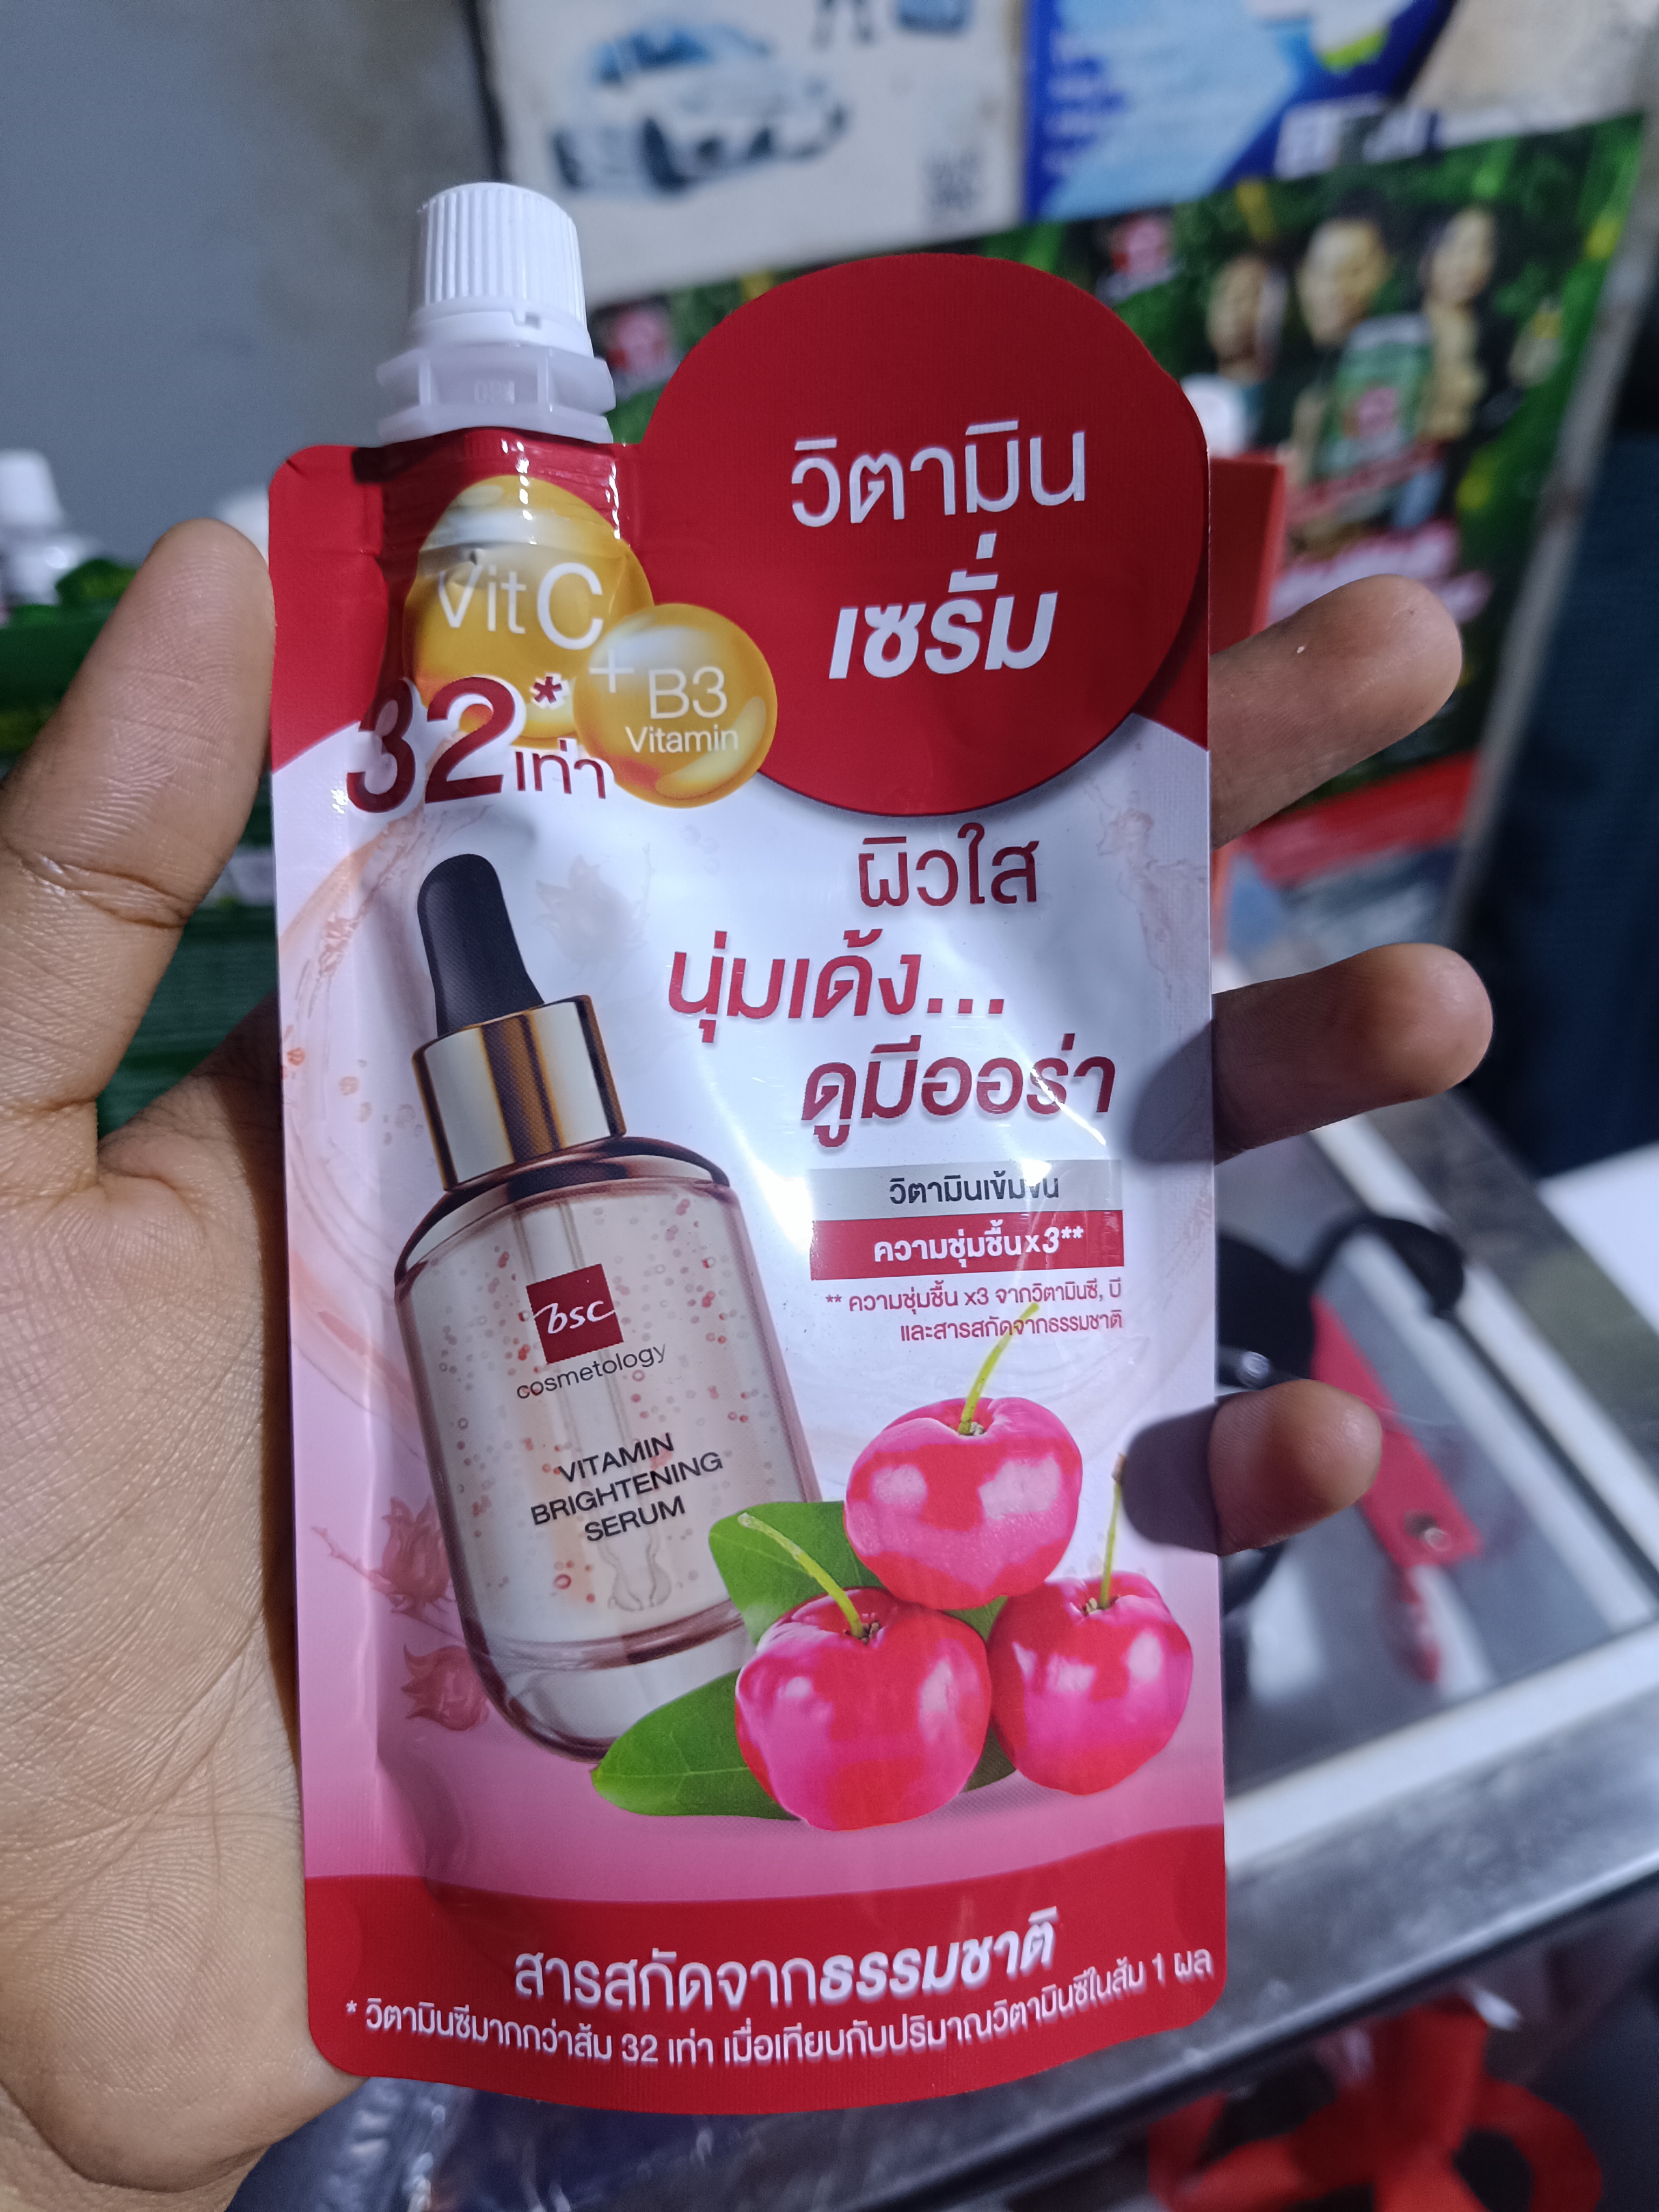 วิตามิน
เซรั่ม
Vit C
+ B3
Vitamin
32*เท่า
ผิวใส
นุ่มเด้ง...
ดูมีออร่า
วิตามินเข้มข้น
ความชุ่มชื้นx3**
** ความชุ่มชื้น x3 จากวิตามินซี, บี
และสารสกัดจากธรรมชาติ
bsc
cosmetology
VITAMIN
BRIGHTENING
SERUM
สารสกัดจากธรรมชาติ
* วิตามินซีมากกว่าส้ม 32 เท่า เมื่อเทียบกับปริมาณวิตามินซีในส้ม 1 ผล